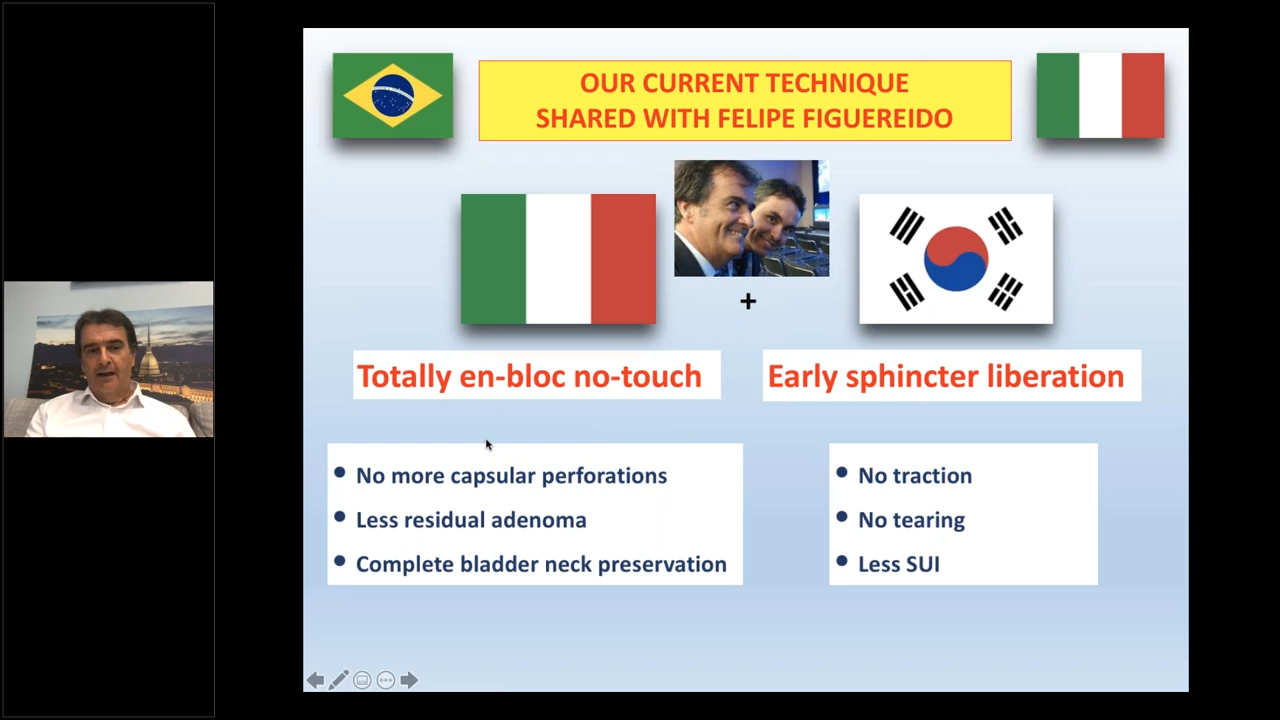 OUR CURRENT TECHNIQUE
SHARED WITH FELIPE FIGUEREIDO
+
Totally en-bloc no-touch
Early sphincter liberation
• No more capsular perforations
• Less residual adenoma
• Complete bladder neck preservation
• No traction
• No tearing
• Less SUI